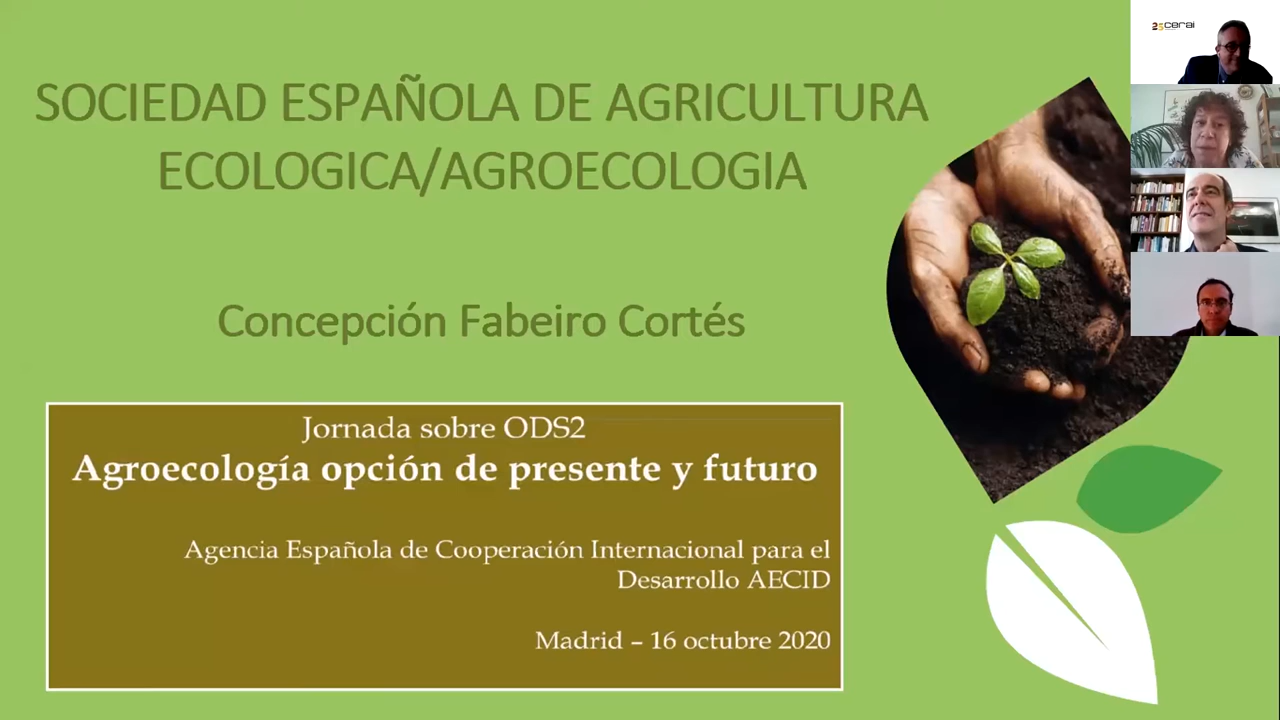 SOCIEDAD ESPAÑOLA DE AGRICULTURA
ECOLOGICA/AGROECOLOGIA
Concepción Fabeiro Cortés
Jornada sobre ODS2
Agroecología opción de presente y futuro
Agencia Española de Cooperación Internacional para el
Desarrollo AECID
Madrid – 16 octubre 2020
25 cerai